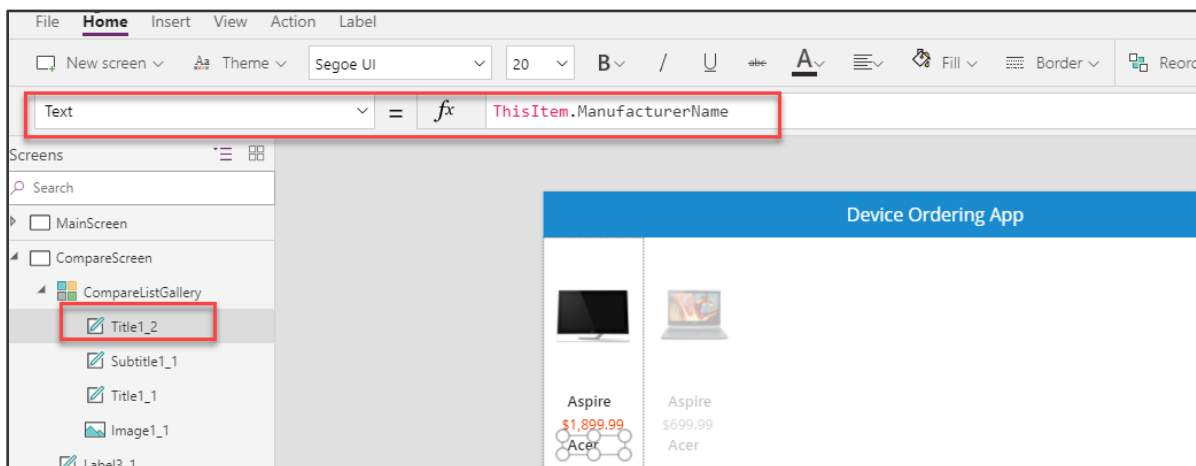 File Home Insert View Action Label
New screen Aa Theme Segoe UI 20 B / U abc A Fill Border Reorc
Text = fx ThisItem.ManufacturerName
Screens
Search
MainScreen
CompareScreen
CompareListGallery
Title1_2
Subtitle1_1
Title1_1
Image1_1
Label3_1
Device Ordering App
Aspire Aspire
$1,899.99 $699.99
Acer Acer